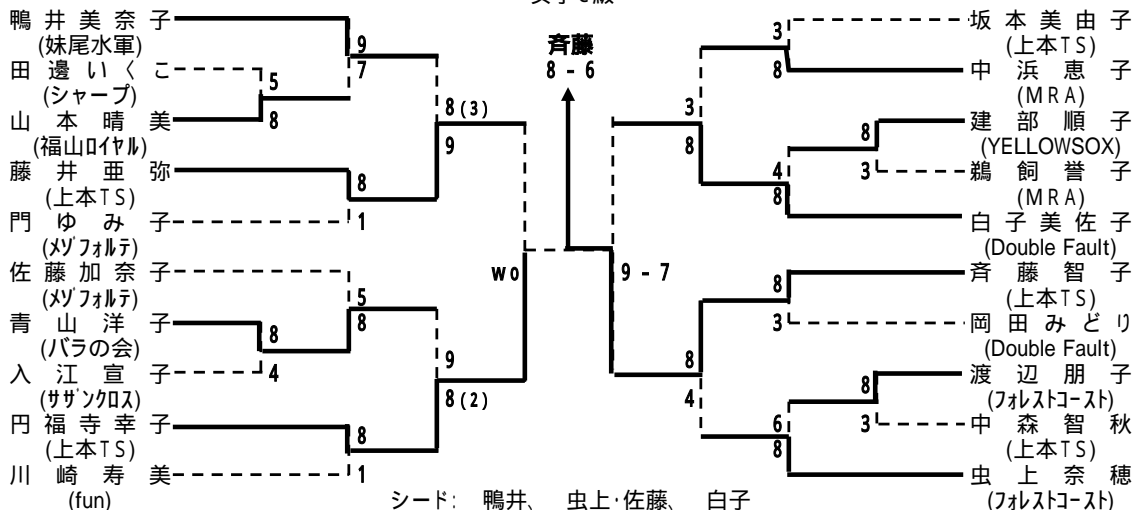 鴨井美奈子
(妹尾水軍)
田邊いくこ
(シャープ)
山本晴美
(福山ロイヤル)
藤井亜弥
(上本TS)
門ゆみ子
(メゾフォルテ)
佐藤加奈子
(メゾフォルテ)
青山洋子
(バラの会)
入江宣子
(サザンクロス)
円福寺幸子
(上本TS)
川崎寿美
(fun)
9
7
5
8
8(3)
9
8
1
5
8
8
4
9
8(2)
8
1
WO
斉藤
8-6
9-7
3
8
3
8
8
3
4
8
8
3
8
4
8
3
6
8
坂本美由子
(上本TS)
中浜恵子
(MRA)
建部順子
(YELLOWSOX)
鵜飼誉子
(MRA)
白子美佐子
(Double Fault)
斉藤智子
(上本TS)
岡田みどり
(Double Fault)
渡辺朋子
(フォレストコースト)
中森智秋
(上本TS)
虫上奈穂
(フォレストコースト)
シード: 鴨井、 虫上･佐藤、 白子